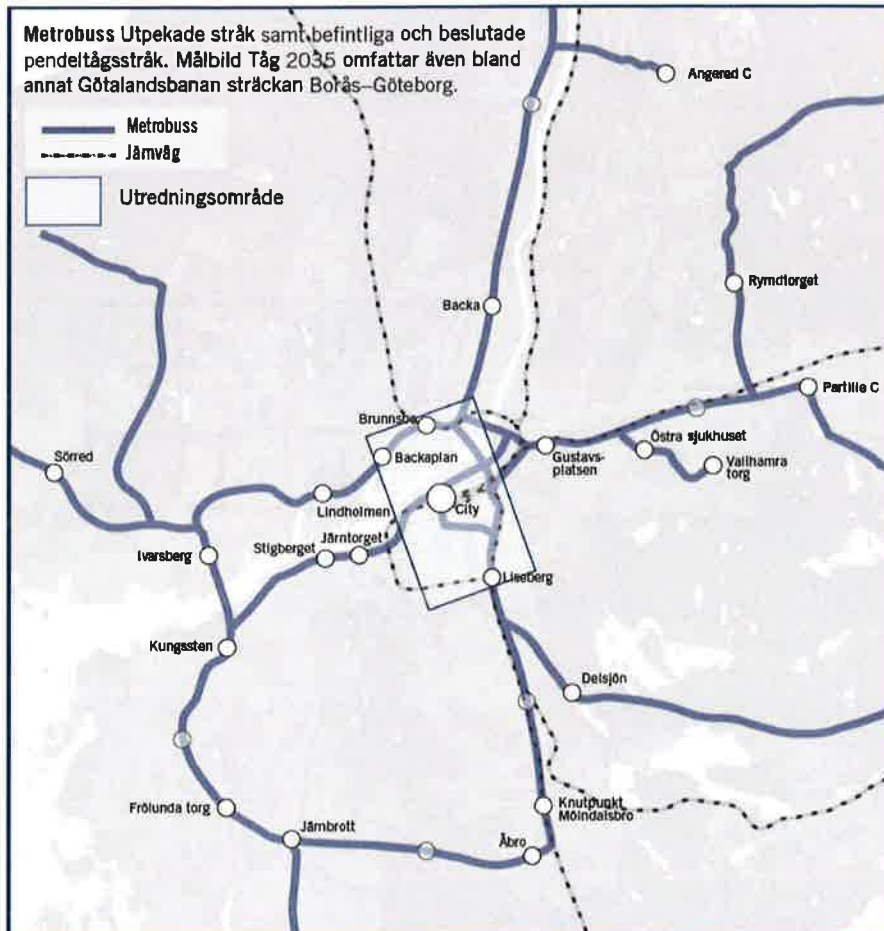 Metrobuss Utpekade stråk samt befintliga och beslutade
pendeltågsstråk. Målbild Tåg 2035 omfattar även bland
annat Götalandsbanan sträckan Borås–Göteborg.
Metrobuss
Järnväg
Utredningsområde
Angered C
Rymdtorget
Backa
Partille C
Brunnsbo
Backaplan
Gustavs-
platsen
Östra sjukhuset
Vallhamra
torg
Sörred
Lindholmen
City
Ivarsberg
Stigberget
Järntorget
Liseberg
Kungssten
Delsjön
Frölunda torg
Knutpunkt
Mölndalsbro
Järnbrott
Åbro